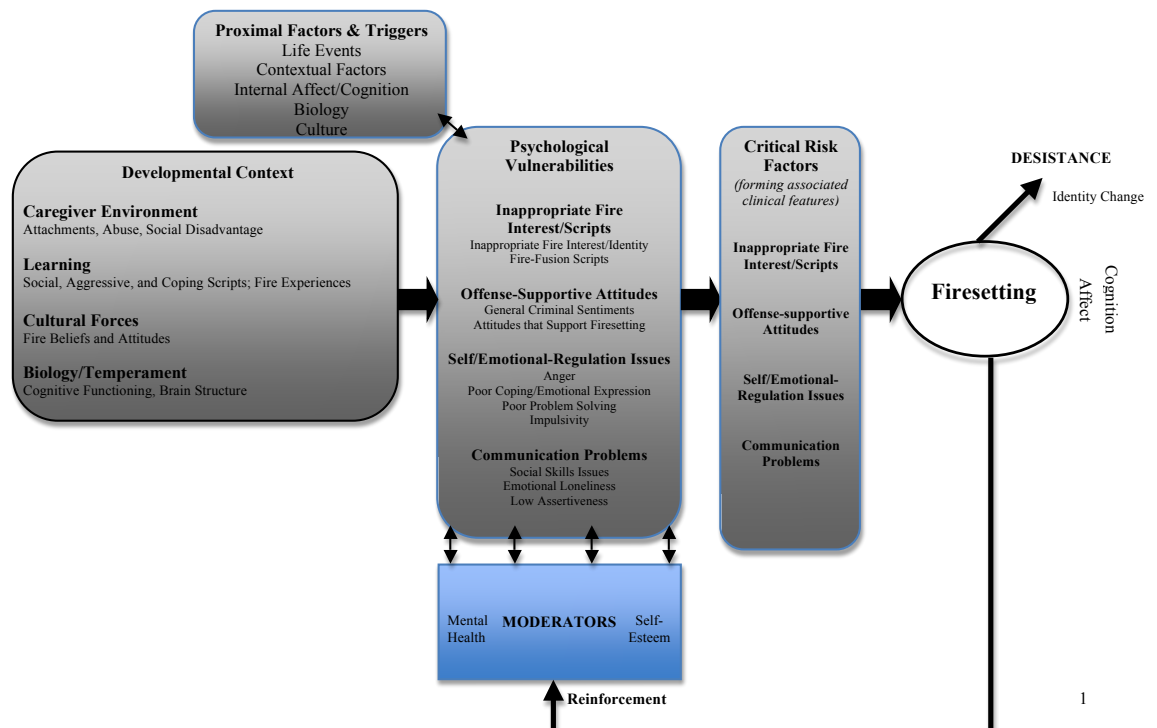 Proximal Factors & Triggers
Life Events
Contextual Factors
Internal Affect/Cognition
Biology
Culture
Developmental Context
Caregiver Environment
Attachments, Abuse, Social Disadvantage
Learning
Social, Aggressive, and Coping Scripts; Fire Experiences
Cultural Forces
Fire Beliefs and Attitudes
Biology/Temperament
Cognitive Functioning, Brain Structure
Psychological
Vulnerabilities
Inappropriate Fire
Interest/Scripts
Inappropriate Fire Interest/Identity
Fire-Fusion Scripts
Offense-Supportive Attitudes
General Criminal Sentiments
Attitudes that Support Firesetting
Self/Emotional-Regulation Issues
Anger
Poor Coping/Emotional Expression
Poor Problem Solving
Impulsivity
Communication Problems
Social Skills Issues
Emotional Loneliness
Low Assertiveness
Critical Risk
Factors
(forming associated
clinical features)
Inappropriate Fire
Interest/Scripts
Offense-supportive
Attitudes
Self/Emotional-
Regulation Issues
Communication
Problems
DESISTANCE
Identity Change
Firesetting
Cognition
Affect
Mental
Health
MODERATORS
Self-
Esteem
Reinforcement
1